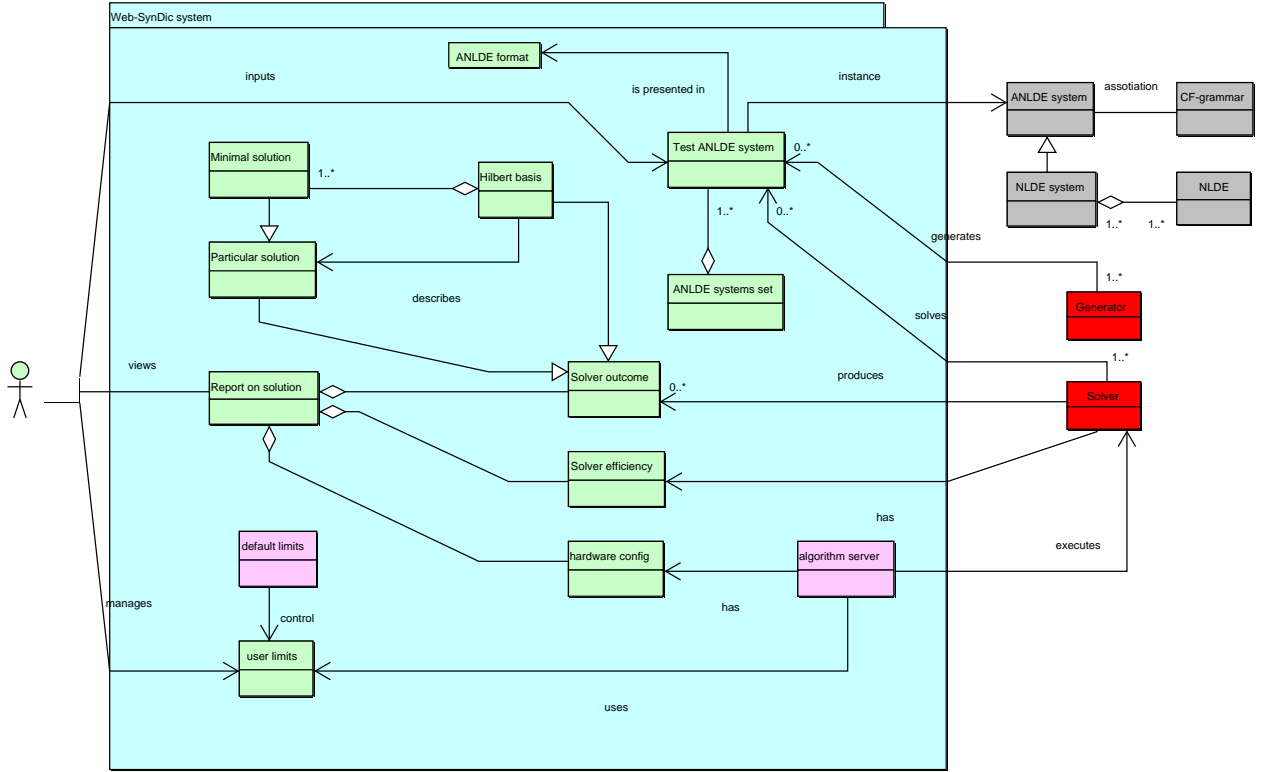 Web-SynDic system
ANLDE format
inputs
is presented in
instance
ANLDE system
assotiation
CF-grammar
Minimal solution
1..*
Hilbert basis
Test ANLDE system
0..*
NLDE system
NLDE
1..*
0..*
1..*
1..*
generates
Particular solution
describes
ANLDE systems set
1..*
Generator
solves
1..*
views
Report on solution
Solver outcome
0..*
produces
Solver
Solver efficiency
has
default limits
hardware config
algorithm server
executes
manages
control
has
user limits
uses